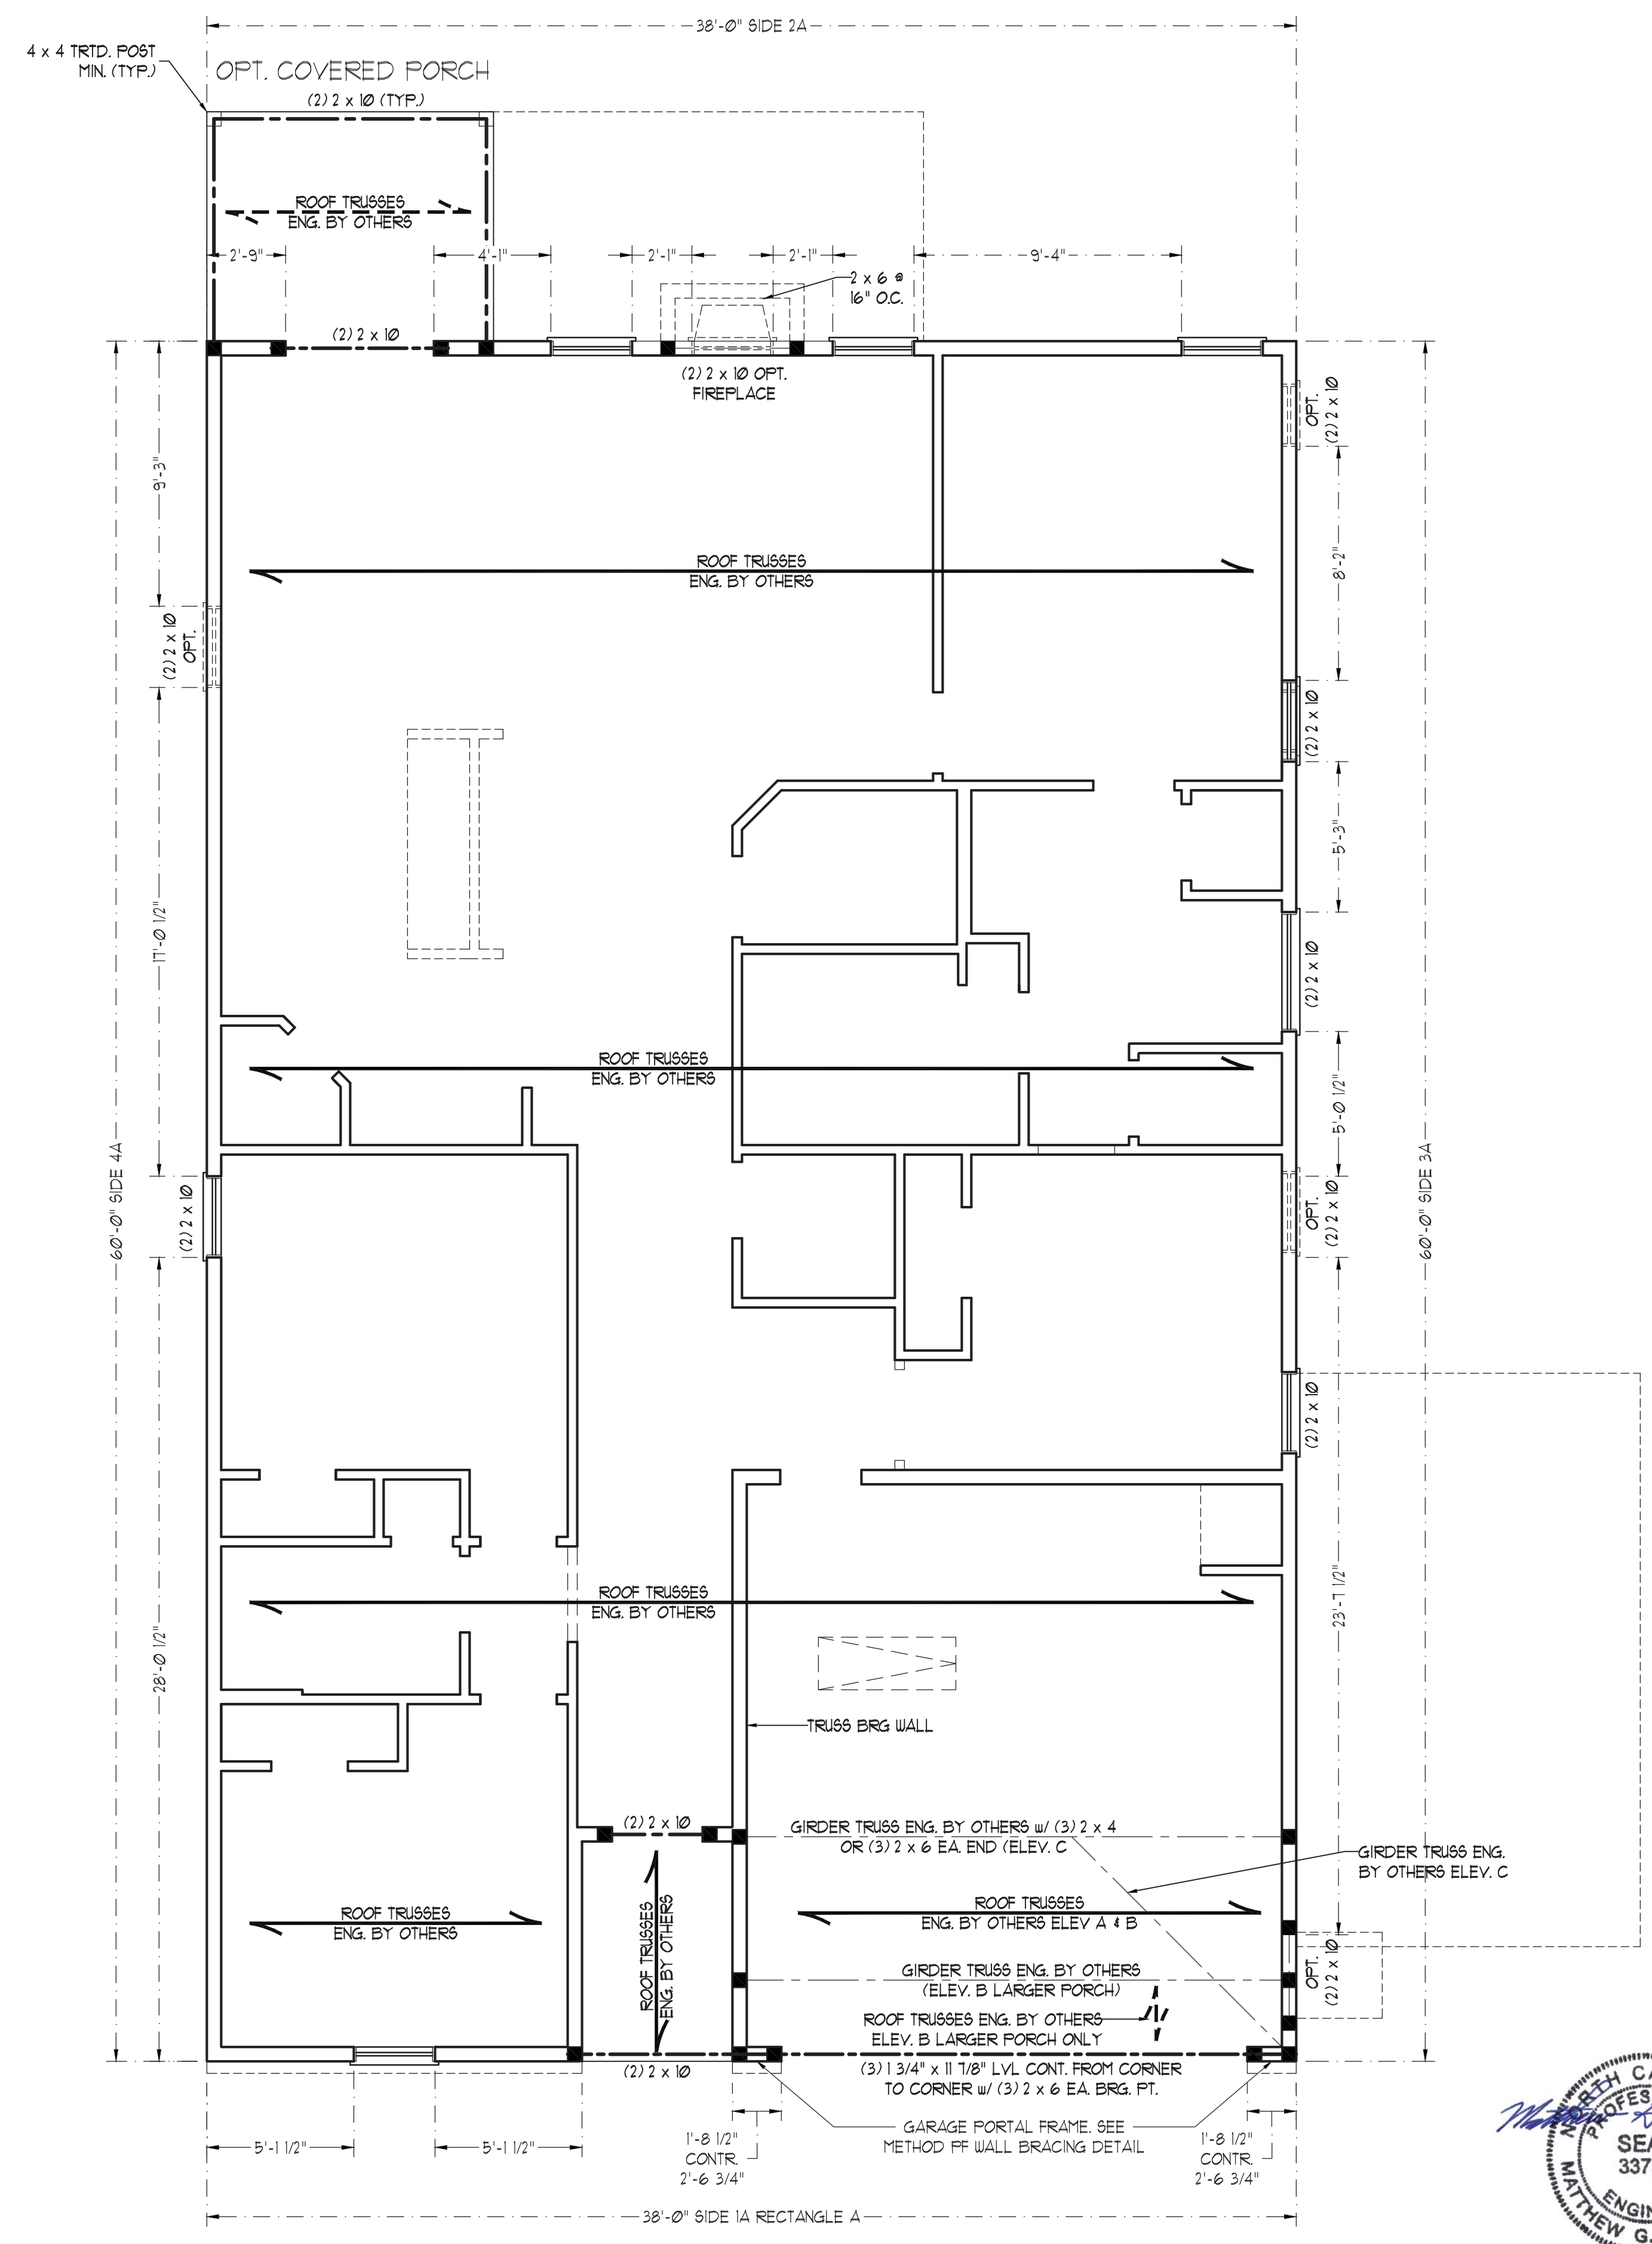 38'-0" SIDE 2A
4 x 4 TRTD. POST
MIN. (TYP.)
OPT. COVERED PORCH
(2) 2 x 10 (TYP.)
ROOF TRUSSES
ENG. BY OTHERS
2'-9"
4'-1"
2'-1"
2'-1"
9'-4"
2 x 6 @
16" O.C.
(2) 2 x 10
(2) 2 x 10 OPT.
FIREPLACE
OPT.
(2) 2 x 10
9'-3"
8'-2"
ROOF TRUSSES
ENG. BY OTHERS
(2) 2 x 10
OPT.
(2) 2 x 10
5'-3"
17'-0 1/2"
(2) 2 x 10
ROOF TRUSSES
ENG. BY OTHERS
5'-0 1/2"
60'-0" SIDE 4A
60'-0" SIDE 3A
(2) 2 x 10
OPT.
(2) 2 x 10
(2) 2 x 10
ROOF TRUSSES
ENG. BY OTHERS
23'-7 1/2"
28'-0 1/2"
TRUSS BRG WALL
(2) 2 x 10
GIRDER TRUSS ENG. BY OTHERS w/ (3) 2 x 4
OR (3) 2 x 6 EA. END (ELEV. C
GIRDER TRUSS ENG.
BY OTHERS ELEV. C
ROOF TRUSSES
ENG. BY OTHERS
ROOF TRUSSES
ENG. BY OTHERS
ROOF TRUSSES
ENG. BY OTHERS ELEV A & B
GIRDER TRUSS ENG. BY OTHERS
(ELEV. B LARGER PORCH)
OPT.
(2) 2 x 10
ROOF TRUSSES ENG. BY OTHERS
ELEV. B LARGER PORCH ONLY
(2) 2 x 10
(3) 1 3/4" x 11 7/8" LVL CONT. FROM CORNER
TO CORNER w/ (3) 2 x 6 EA. BRG. PT.
GARAGE PORTAL FRAME. SEE
METHOD PF WALL BRACING DETAIL
5'-1 1/2"
5'-1 1/2"
1'-8 1/2"
CONTR.
2'-6 3/4"
1'-8 1/2"
CONTR.
2'-6 3/4"
38'-0" SIDE 1A RECTANGLE A
NORTH CA
PROFES
SEA
337
ENGIN
MATTHEW G.